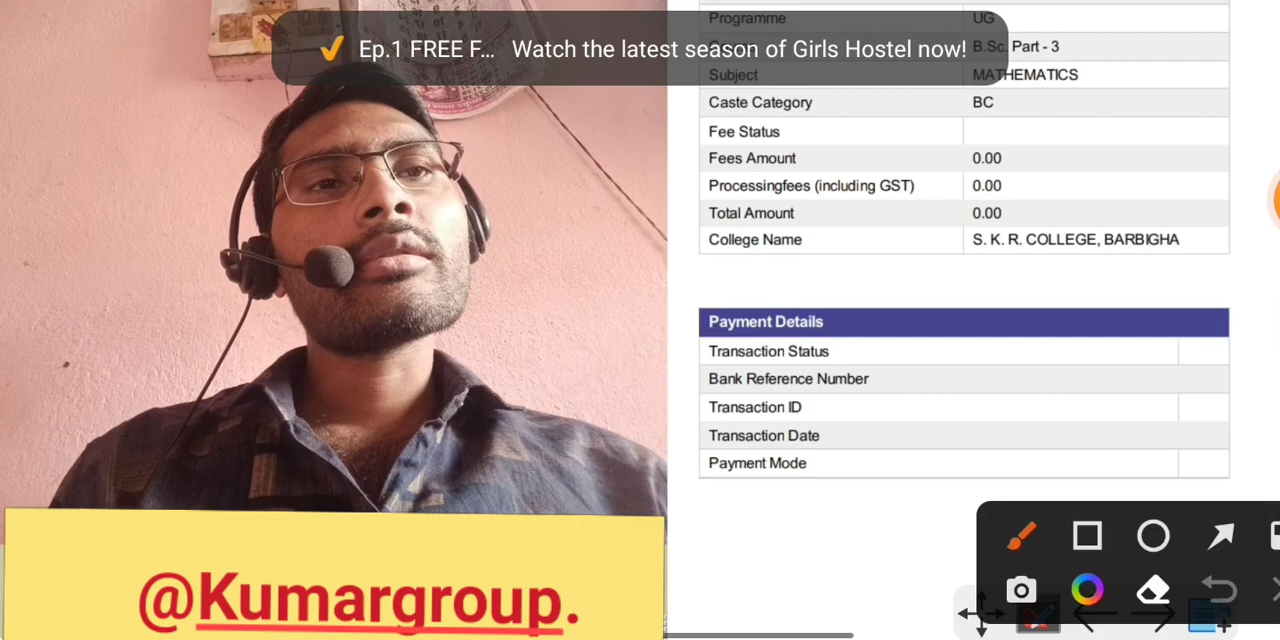 ✓ Ep.1 FREE F... Watch the latest season of Girls Hostel now!
Programme UG
B.Sc. Part - 3
Subject MATHEMATICS
Caste Category BC
Fee Status
Fees Amount 0.00
Processingfees (including GST) 0.00
Total Amount 0.00
College Name S. K. R. COLLEGE, BARBIGHA
Payment Details
Transaction Status
Bank Reference Number
Transaction ID
Transaction Date
Payment Mode
@Kumargroup.